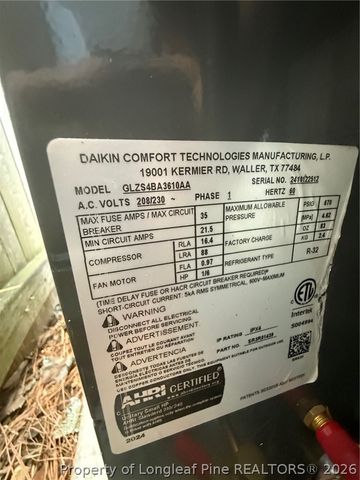 DAIKIN COMFORT TECHNOLOGIES MANUFACTURING, L.P.
19001 KERMIER RD, WALLER, TX 77484
MODEL GLZS4BA3610AA SERIAL NO.
A.C. VOLTS 208/230 ~ PHASE 1 HERTZ 60
MAX FUSE AMPS / MAX CIRCUIT BREAKER 35
MIN CIRCUIT AMPS 21.5
COMPRESSOR RLA 16.4
LRA 88
FAN MOTOR FLA 0.97
HP 1/6
MAXIMUM ALLOWABLE PRESSURE PSIG 670
MPa 4.62
FACTORY CHARGE OZ 83
KG 2.4
REFRIGERANT TYPE R-32
(TIME DELAY FUSE OR HACR CIRCUIT BREAKER REQUIRED)
SHORT-CIRCUIT CURRENT: 5kA RMS SYMMETRICAL, 600V~MAXIMUM
WARNING
DISCONNECT ALL
POWER BEFORE SERVICING.
AVERTISSEMENT
ADVERTENCIA
IP RATING IPX4
PART NO.
ETL
Intertek
5004994
AHRI CERTIFIED
2024
Property of Longleaf Pine REALTORS® 2026